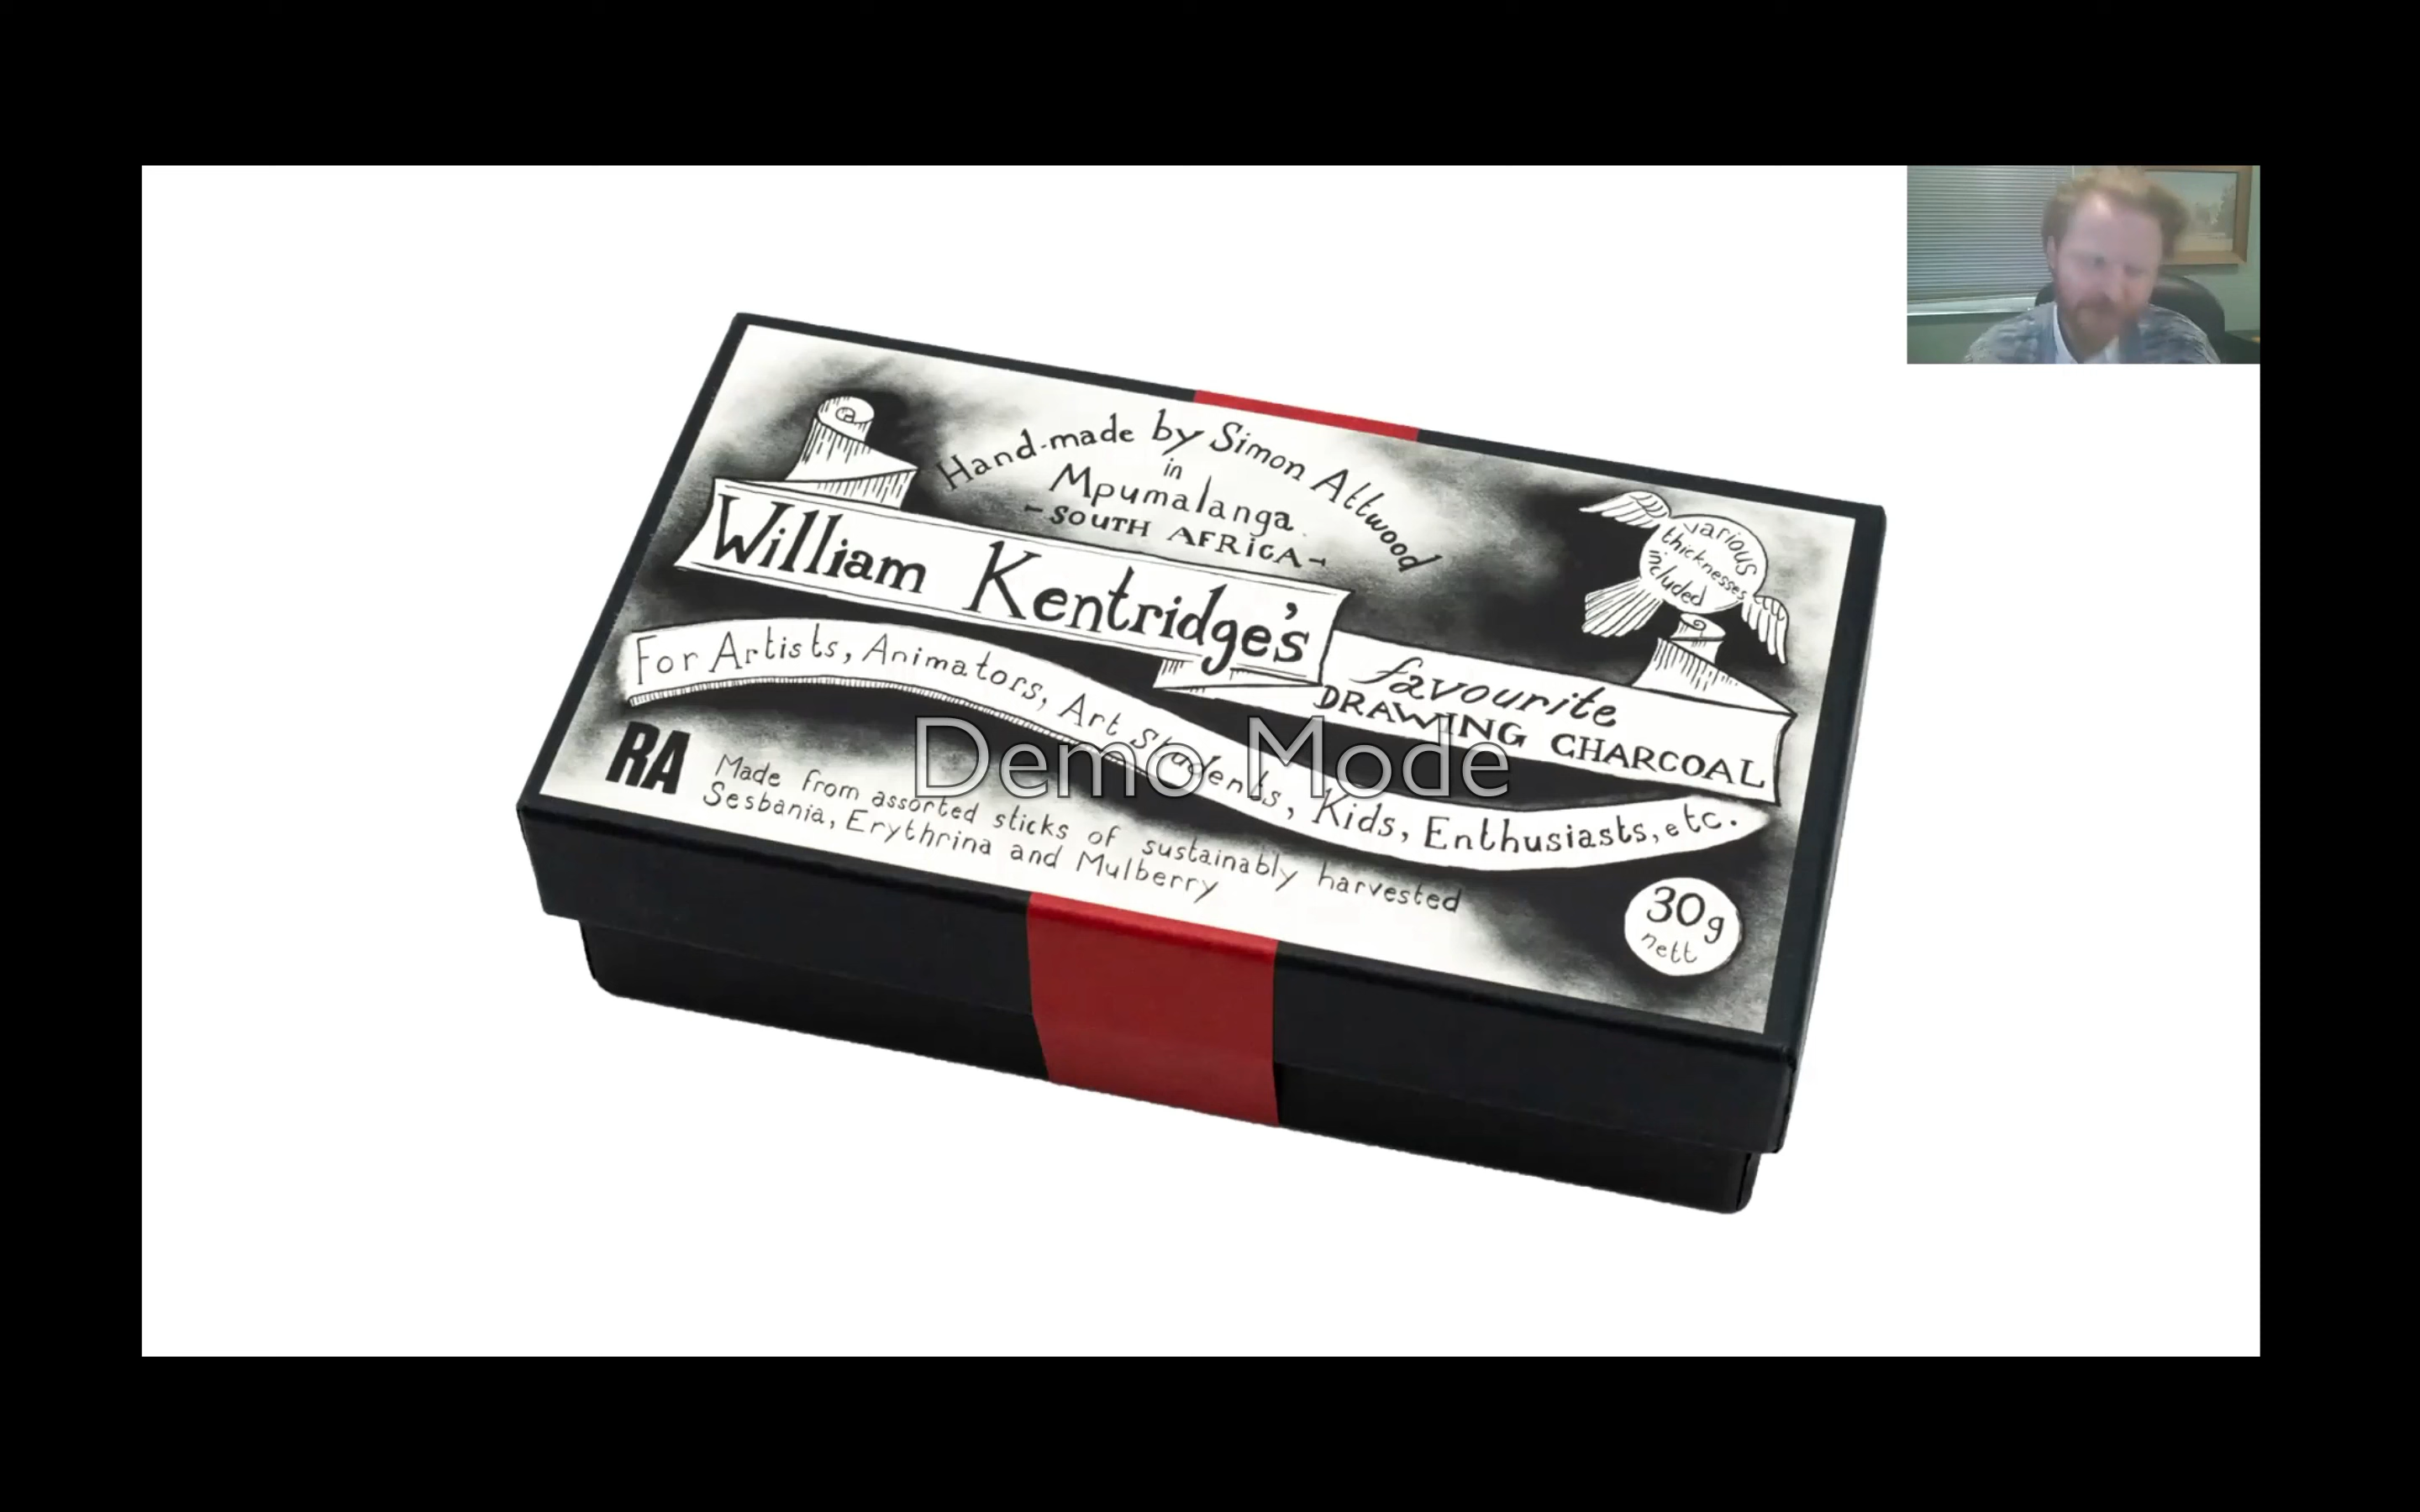 Hand-made by Simon Attwood
in
Mpumalanga
-SOUTH AFRICA-
various
thicknesses
included
William Kentridge's
favourite
DRAWING CHARCOAL
For Artists, Animators, Art Students, Kids, Enthusiasts, etc.
Demo Mode
RA
Made from assorted sticks of sustainably harvested
Sesbania, Erythrina and Mulberry
30g
nett